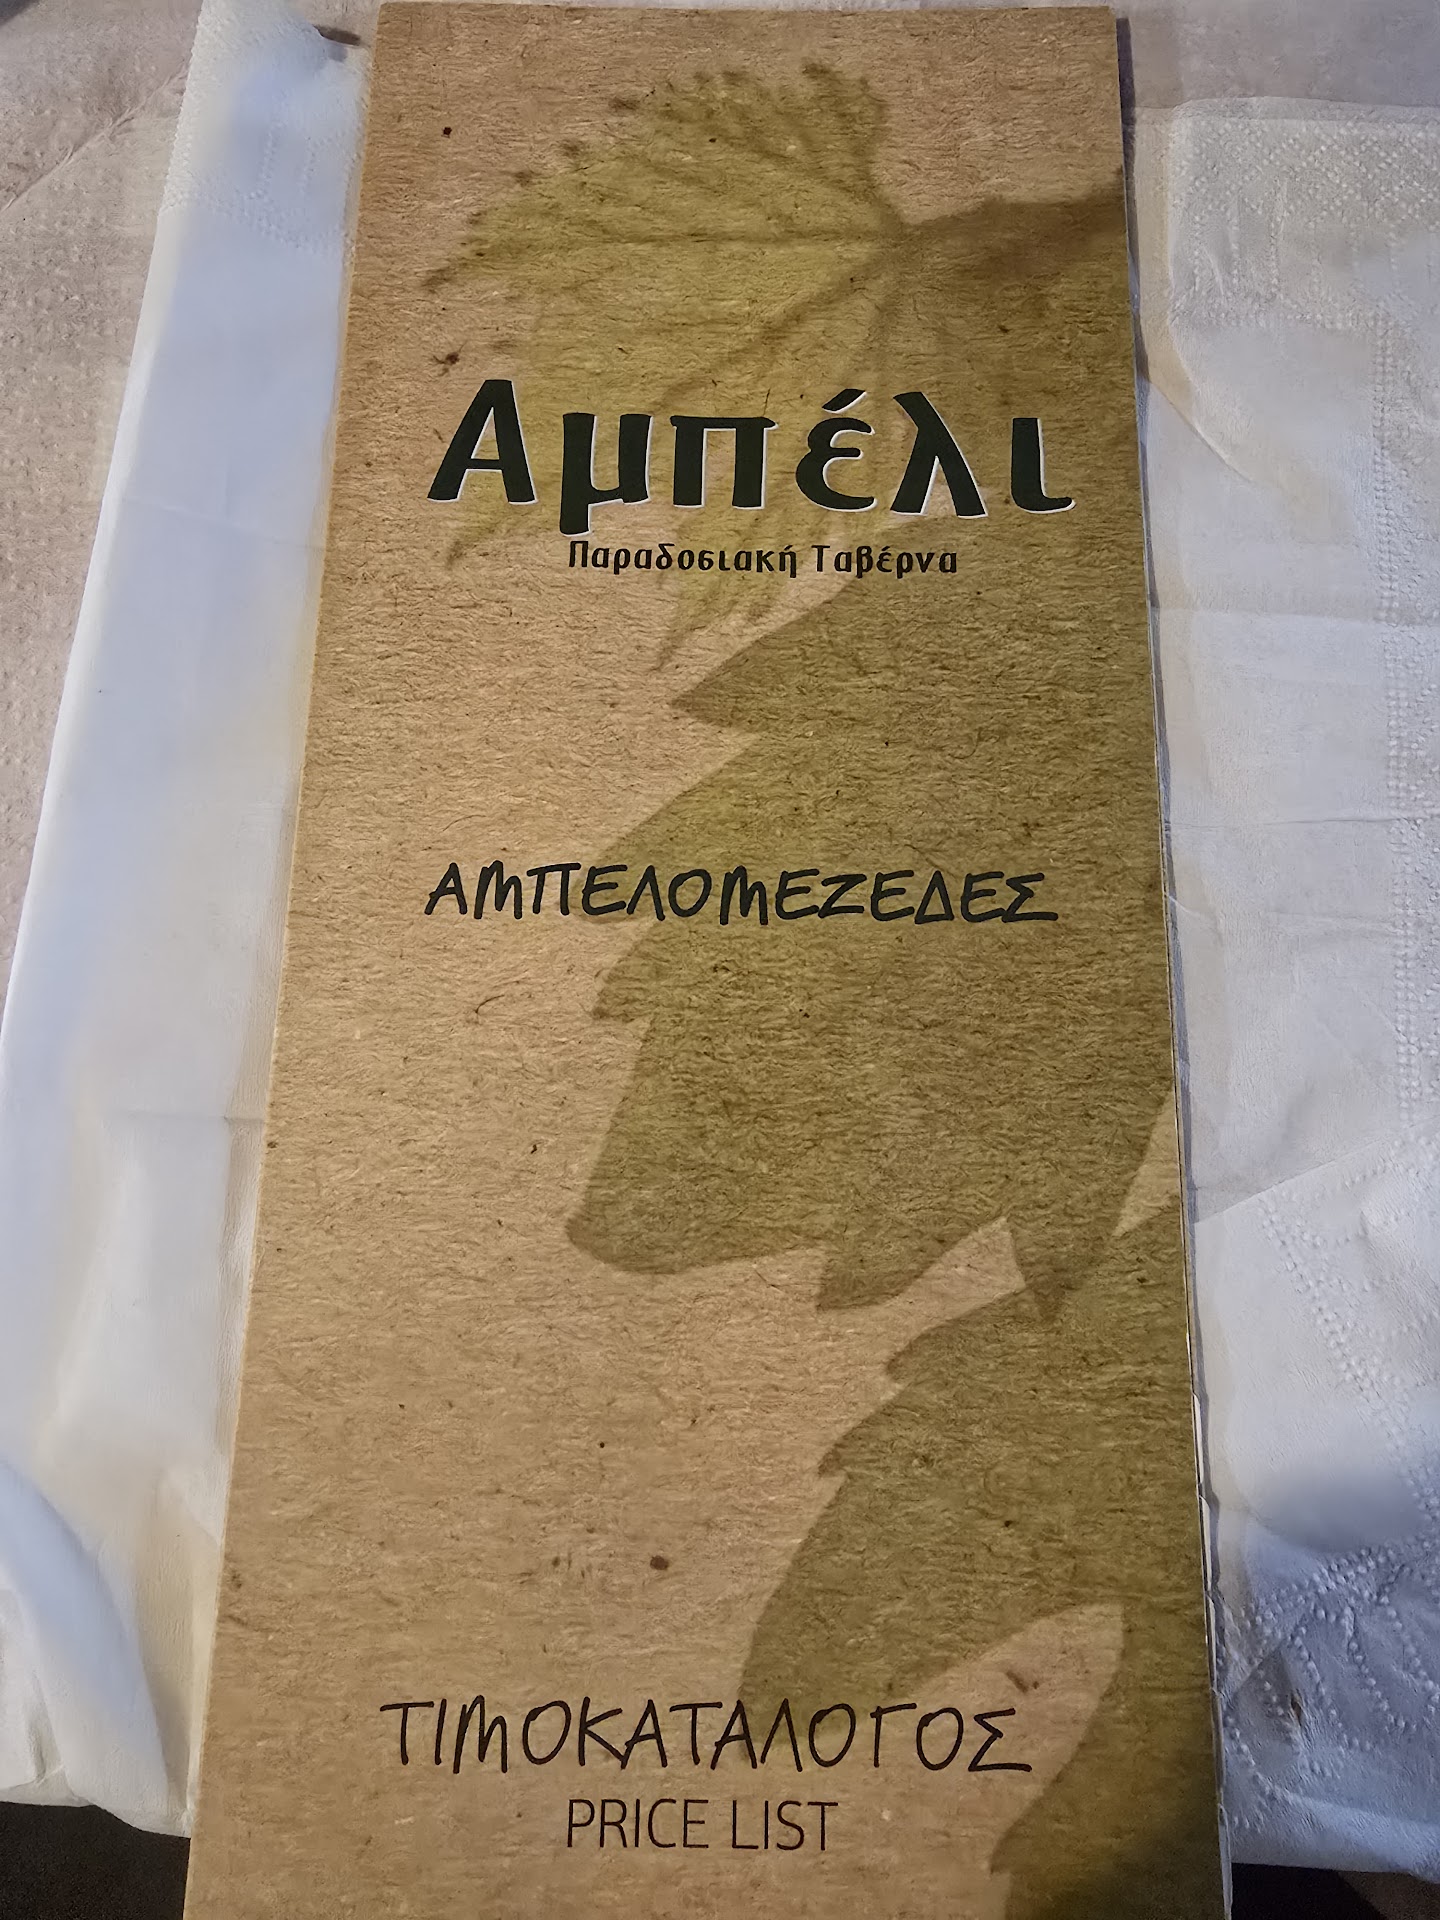 Αμπέλι
Παραδοσιακή Ταβέρνα
ΑΜΠΕΛΟΜΕΖΕΔΕΣ
ΤΙΜΟΚΑΤΑΛΟΓΟΣ
PRICE LIST